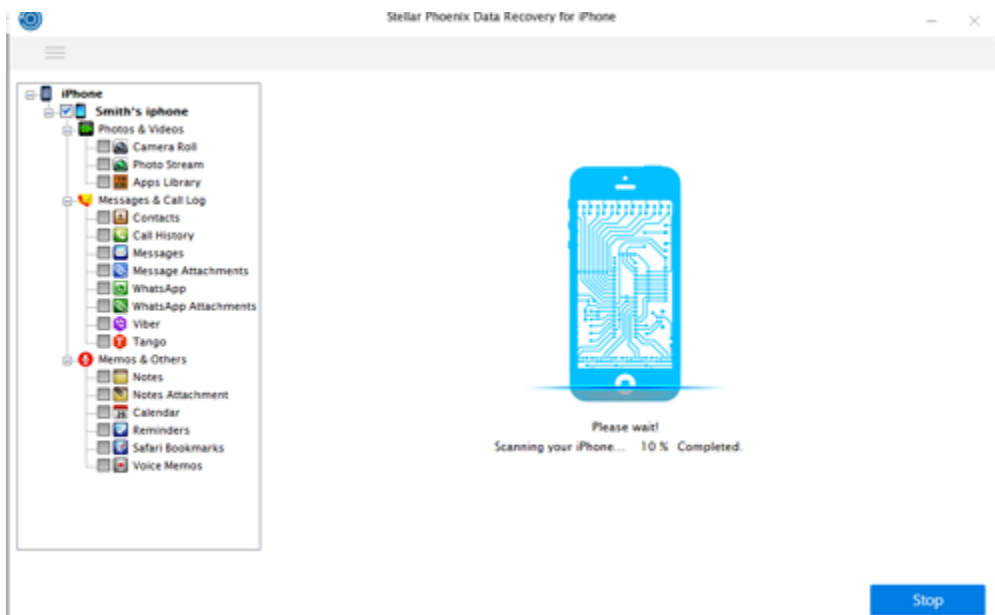 Stellar Phoenix Data Recovery for iPhone
iPhone
Smith's iphone
Photos & Videos
Camera Roll
Photo Stream
Apps Library
Messages & Call Log
Contacts
Call History
Messages
Message Attachments
WhatsApp
WhatsApp Attachments
Viber
Tango
Memos & Others
Notes
Notes Attachment
Calendar
Reminders
Safari Bookmarks
Voice Memos
Please wait!
Scanning your iPhone... 10 % Completed.
Stop